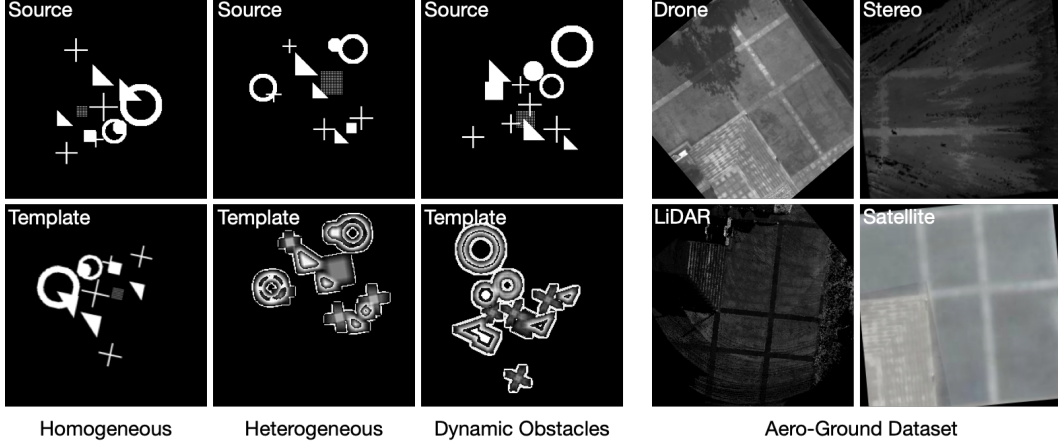 Source
Source
Source
Drone
Stereo
Template
Template
Template
LiDAR
Satellite
Homogeneous
Heterogeneous
Dynamic Obstacles
Aero-Ground Dataset